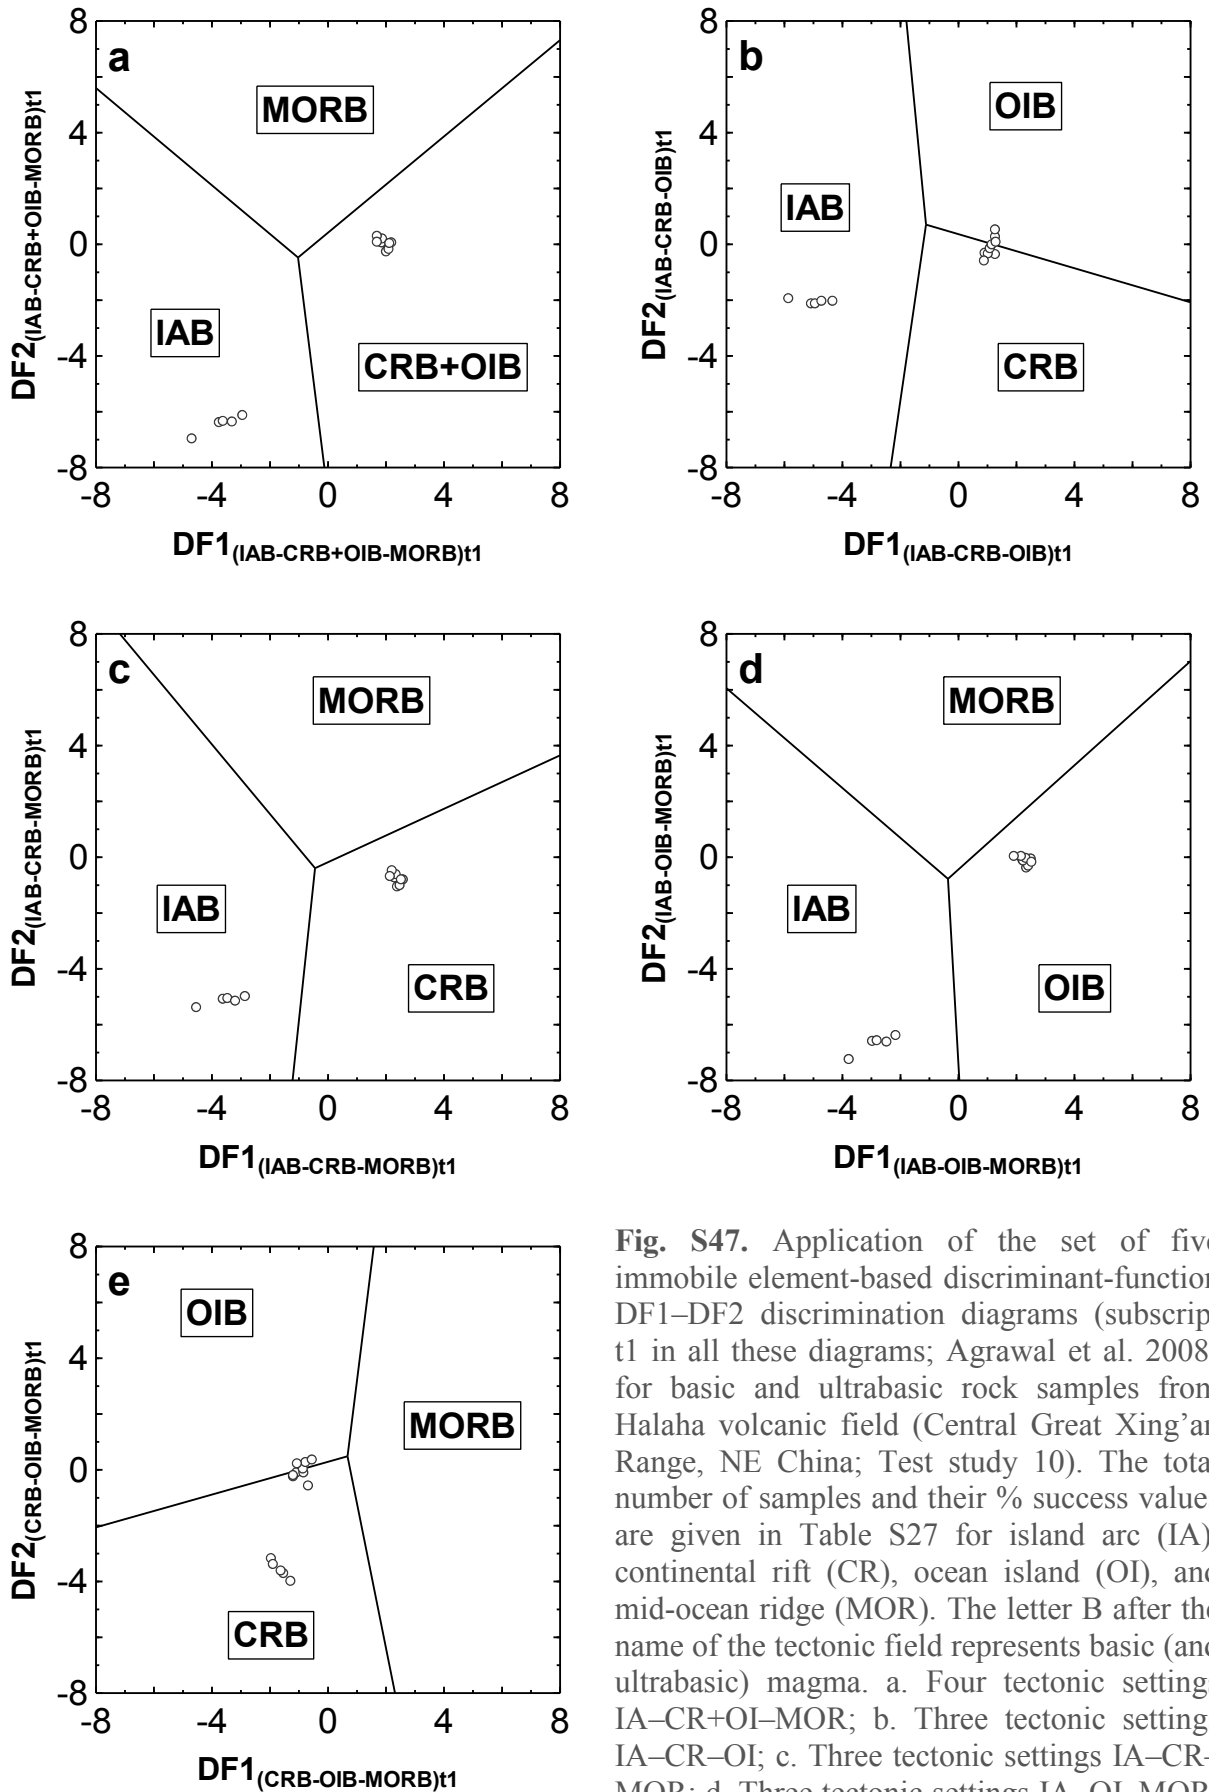 a
MORB
IAB
CRB+OIB
8
4
0
-4
-8
-8
-4
0
4
8
DF2(IAB-CRB+OIB-MORB)t1
DF1(IAB-CRB+OIB-MORB)t1
b
OIB
IAB
CRB
8
4
0
-4
-8
-8
-4
0
4
8
DF2(IAB-CRB-OIB)t1
DF1(IAB-CRB-OIB)t1
c
MORB
IAB
CRB
8
4
0
-4
-8
-8
-4
0
4
8
DF2(IAB-CRB-MORB)t1
DF1(IAB-CRB-MORB)t1
d
MORB
IAB
OIB
8
4
0
-4
-8
-8
-4
0
4
8
DF2(IAB-OIB-MORB)t1
DF1(IAB-OIB-MORB)t1
e
OIB
MORB
CRB
8
4
0
-4
-8
-8
-4
0
4
8
DF2(CRB-OIB-MORB)t1
DF1(CRB-OIB-MORB)t1
Fig. S47. Application of the set of five
immobile element-based discriminant-function
DF1–DF2 discrimination diagrams (subscrip
t1 in all these diagrams; Agrawal et al. 2008
for basic and ultrabasic rock samples from
Halaha volcanic field (Central Great Xing’an
Range, NE China; Test study 10). The tota
number of samples and their % success value
are given in Table S27 for island arc (IA)
continental rift (CR), ocean island (OI), and
mid-ocean ridge (MOR). The letter B after the
name of the tectonic field represents basic (and
ultrabasic) magma. a. Four tectonic settings
IA–CR+OI–MOR; b. Three tectonic setting
IA–CR–OI; c. Three tectonic settings IA–CR–
MOR; d. Three tectonic settings IA–OI–MOR